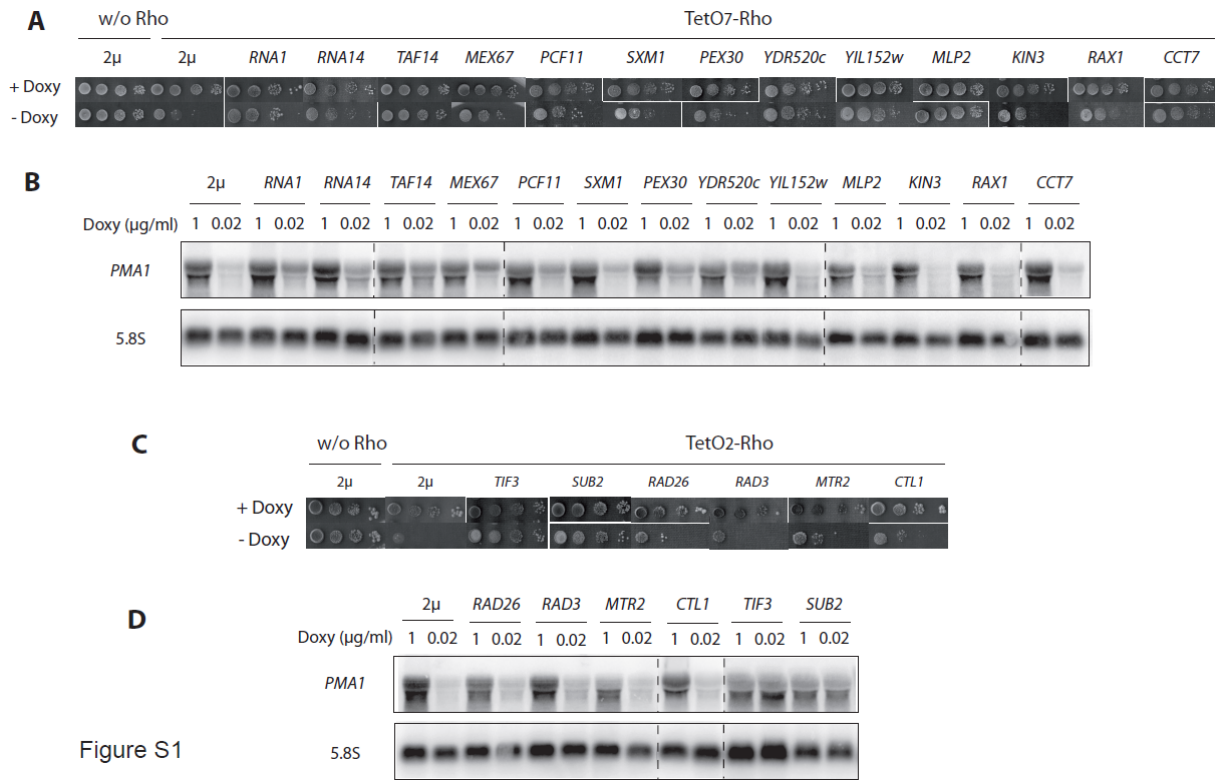 A
w/o Rho TetO7-Rho
2μ 2μ RNA1 RNA14 TAF14 MEX67 PCF11 SXM1 PEX30 YDR520c YIL152w MLP2 KIN3 RAX1 CCT7
+ Doxy
- Doxy
B
2μ RNA1 RNA14 TAF14 MEX67 PCF11 SXM1 PEX30 YDR520c YIL152w MLP2 KIN3 RAX1 CCT7
Doxy (μg/ml) 1 0.02 1 0.02 1 0.02 1 0.02 1 0.02 1 0.02 1 0.02 1 0.02 1 0.02 1 0.02 1 0.02 1 0.02 1 0.02 1 0.02
PMA1
5.8S
C
w/o Rho TetO2-Rho
2μ 2μ TIF3 SUB2 RAD26 RAD3 MTR2 CTL1
+ Doxy
- Doxy
D
2μ RAD26 RAD3 MTR2 CTL1 TIF3 SUB2
Doxy (μg/ml) 1 0.02 1 0.02 1 0.02 1 0.02 1 0.02 1 0.02 1 0.02
PMA1
5.8S
Figure S1